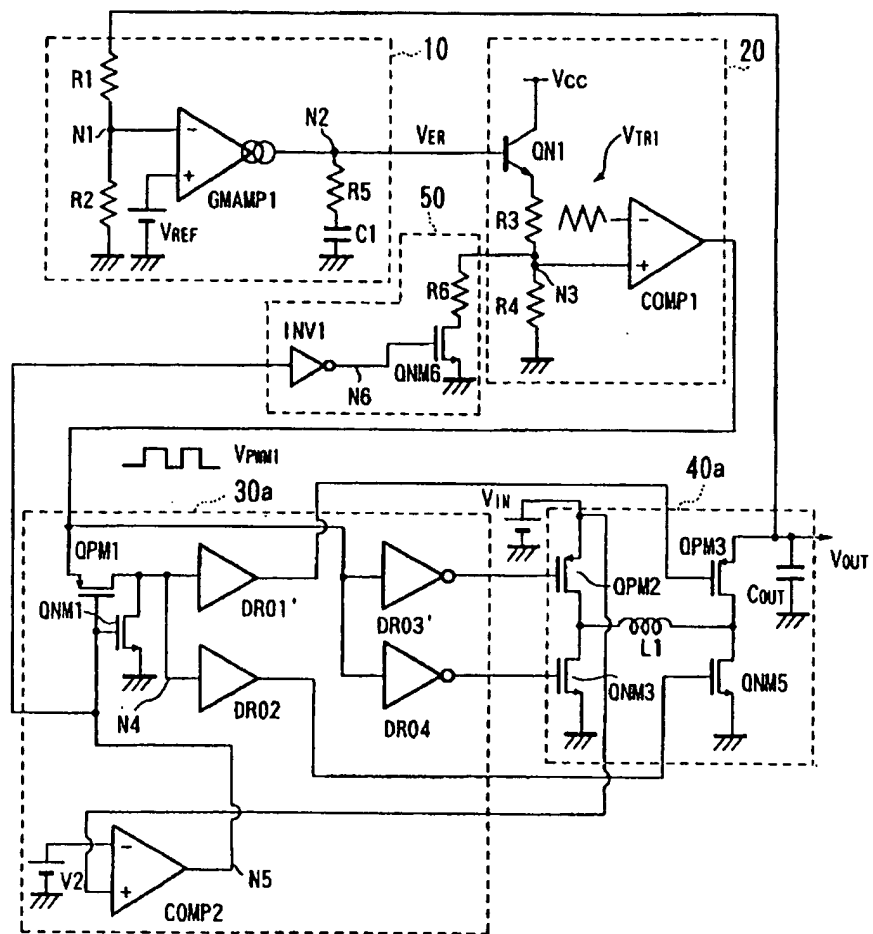 10
20
R1
N1
R2
VREF
GMAMP1
N2
R5
C1
VER
50
VCC
QN1
VTR1
R3
N3
R4
COMP1
R6
INV1
QNM6
N6
VPWM1
30a
40a
VIN
QPM1
QNM1
DR01'
DR03'
QPM2
QPM3
VOUT
COUT
L1
N4
DR02
DR04
QNM3
QNM5
V2
COMP2
N5
-
+
-
+
-
+